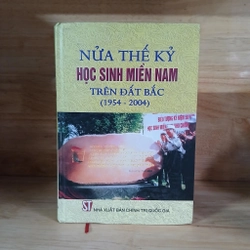 NỬA THẾ KỶ
HỌC SINH MIỀN NAM
TRÊN ĐẤT BẮC
(1954 - 2004)
ST NHÀ XUẤT BẢN CHÍNH TRỊ QUỐC GIA